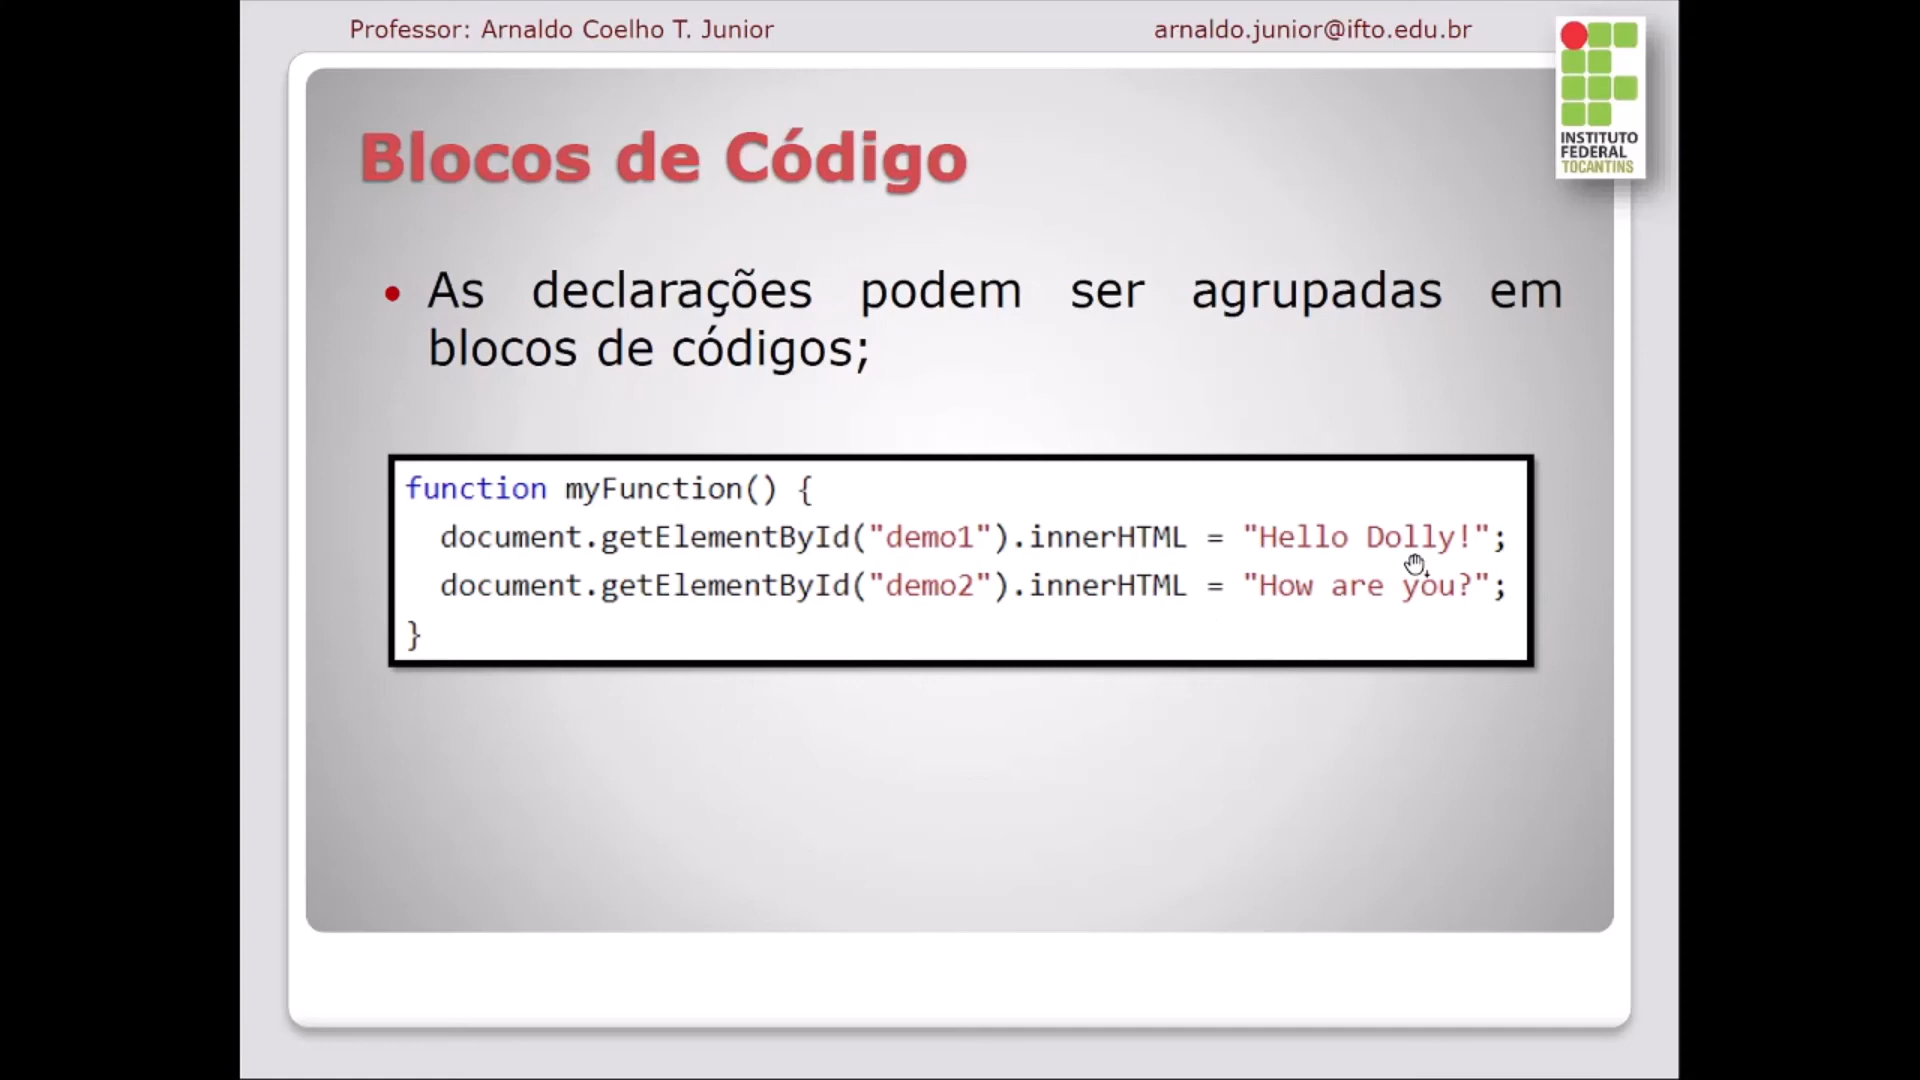 Professor: Arnaldo Coelho T. Junior
arnaldo.junior@ifto.edu.br
INSTITUTO
FEDERAL
TOCANTINS
Blocos de Código
• As declarações podem ser agrupadas em
blocos de códigos;
function myFunction() {
  document.getElementById("demo1").innerHTML = "Hello Dolly!";
  document.getElementById("demo2").innerHTML = "How are you?";
}